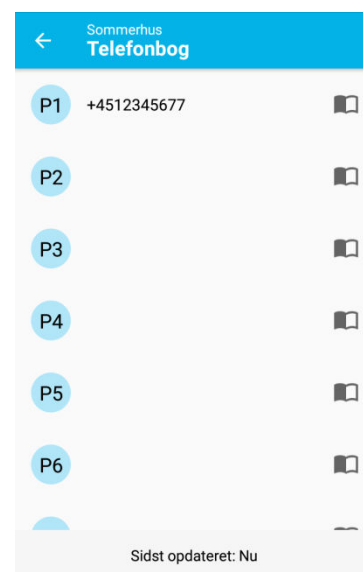 Sommerhus
Telefonbog
P1 +4512345677
P2
P3
P4
P5
P6
Sidst opdateret: Nu